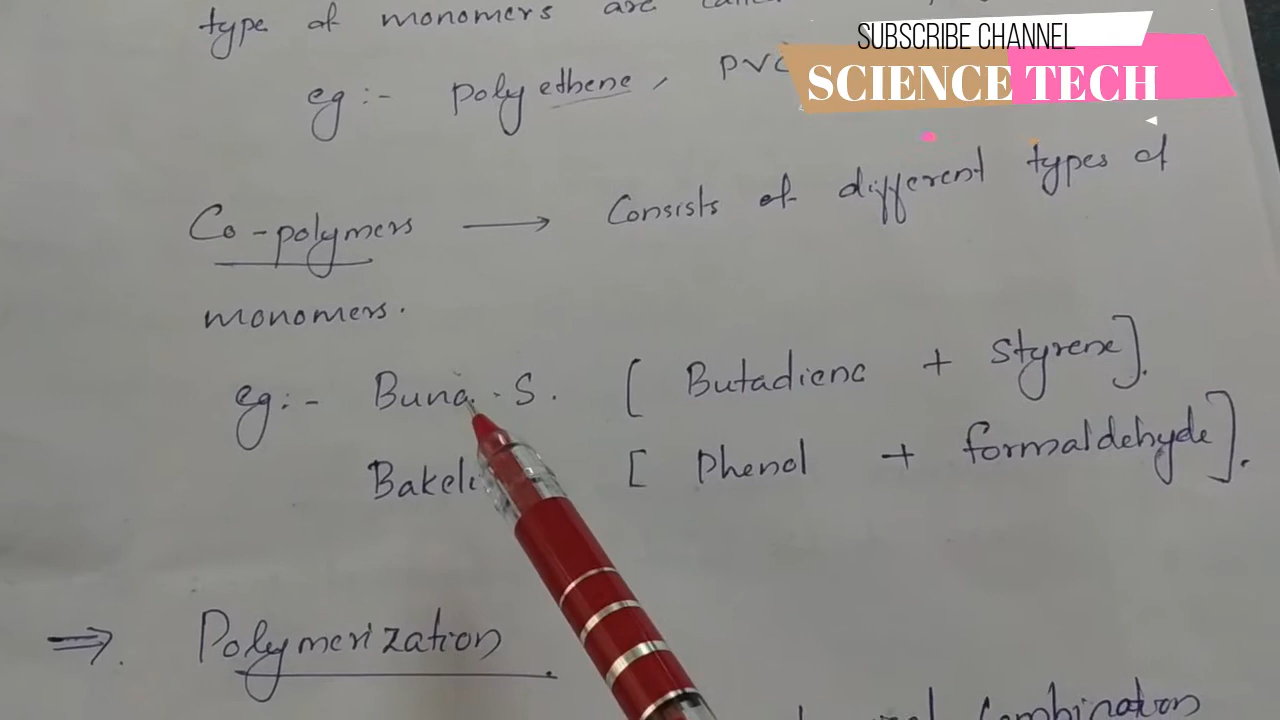 type of monomers are
SUBSCRIBE CHANNEL
SCIENCE TECH
eg :- polyethene, PVC
Co-polymers → Consists of different types of
monomers.
eg :- Buna-S. [ Butadiene + Styrene].
Bakeli [ Phenol + formaldehyde].
⇒ Polymerization
Combination